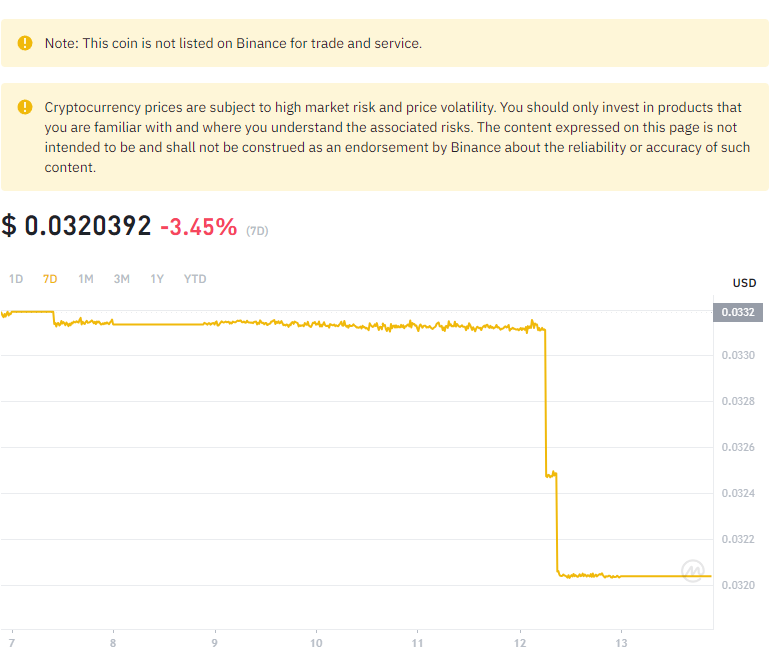 Note: This coin is not listed on Binance for trade and service.
Cryptocurrency prices are subject to high market risk and price volatility. You should only invest in products that
you are familiar with and where you understand the associated risks. The content expressed on this page is not
intended to be and shall not be construed as an endorsement by Binance about the reliability or accuracy of such
content.
$ 0.0320392 -3.45% (7D)
1D 7D 1M 3M 1Y YTD
USD
0.0332
0.0330
0.0328
0.0326
0.0324
0.0322
0.0320
7 8 9 10 11 12 13